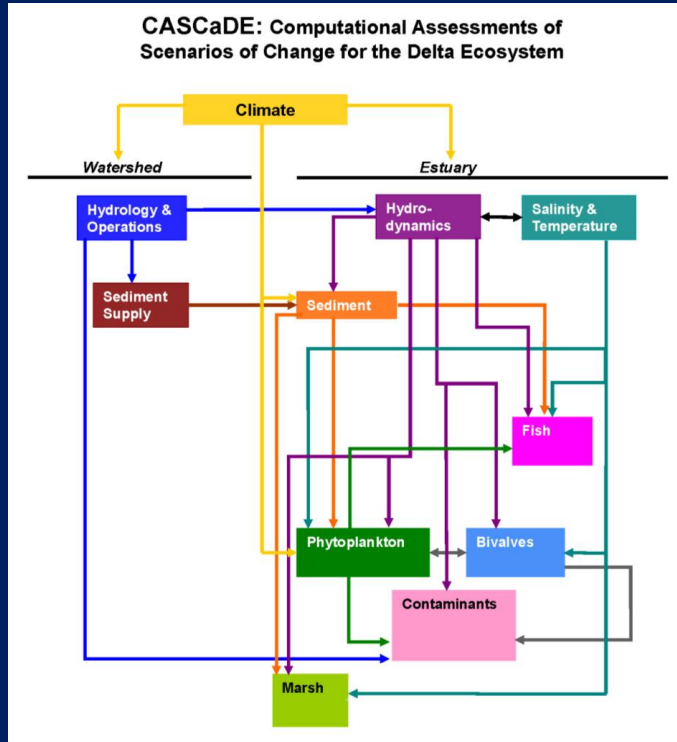 CASCaDE: Computational Assessments of
Scenarios of Change for the Delta Ecosystem
Climate
Watershed
Estuary
Hydrology &
Operations
Hydro-
dynamics
Salinity &
Temperature
Sediment
Supply
Sediment
Fish
Phytoplankton
Bivalves
Contaminants
Marsh